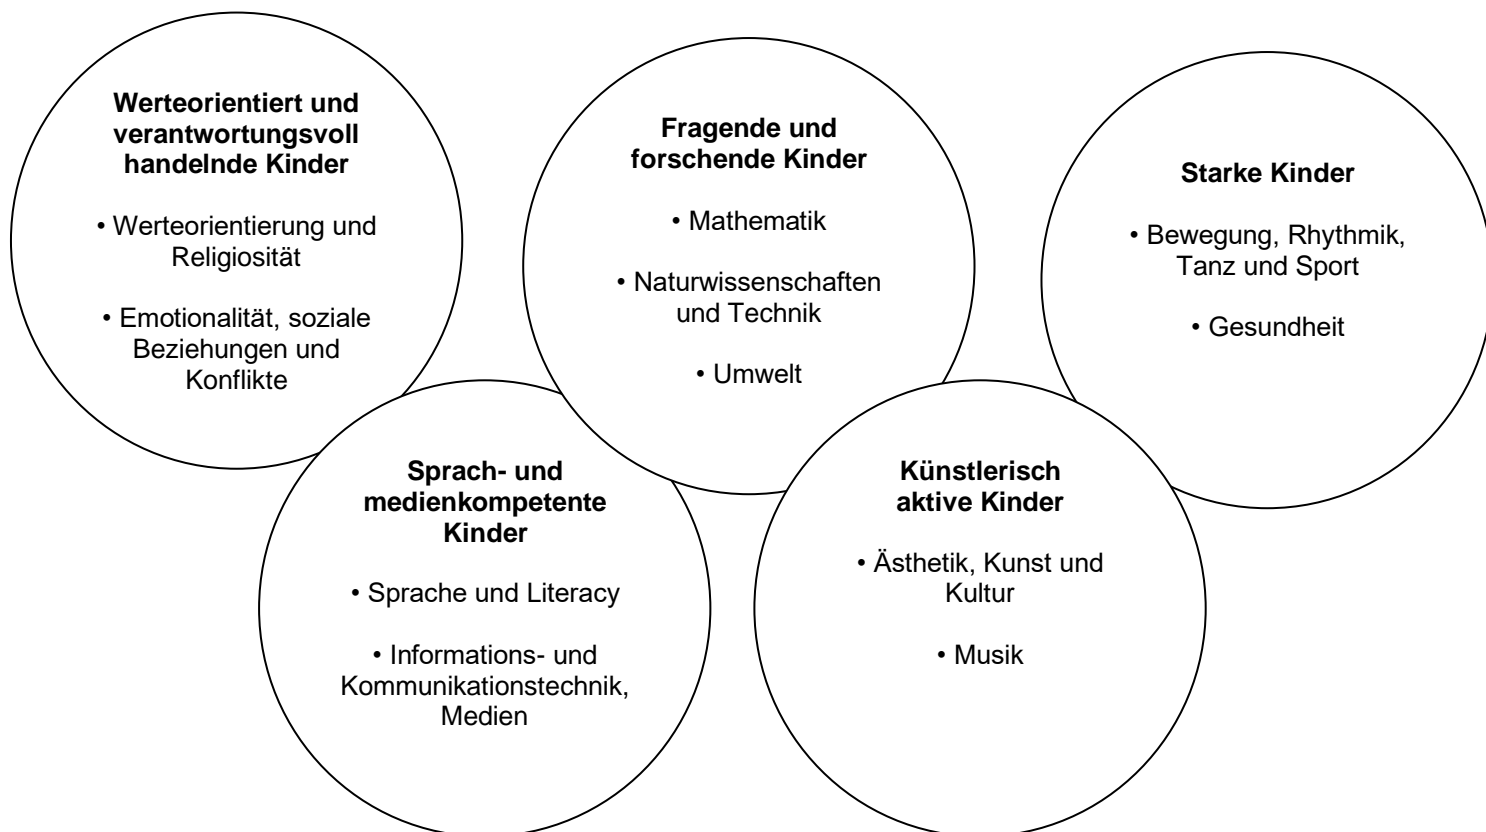 Werteorientiert und
verantwortungsvoll
handelnde Kinder
• Werteorientierung und
Religiosität
• Emotionalität, soziale
Beziehungen und
Konflikte
Fragende und
forschende Kinder
• Mathematik
• Naturwissenschaften
und Technik
• Umwelt
Starke Kinder
• Bewegung, Rhythmik,
Tanz und Sport
• Gesundheit
Sprach- und
medienkompetente
Kinder
• Sprache und Literacy
• Informations- und
Kommunikationstechnik,
Medien
Künstlerisch
aktive Kinder
• Ästhetik, Kunst und
Kultur
• Musik